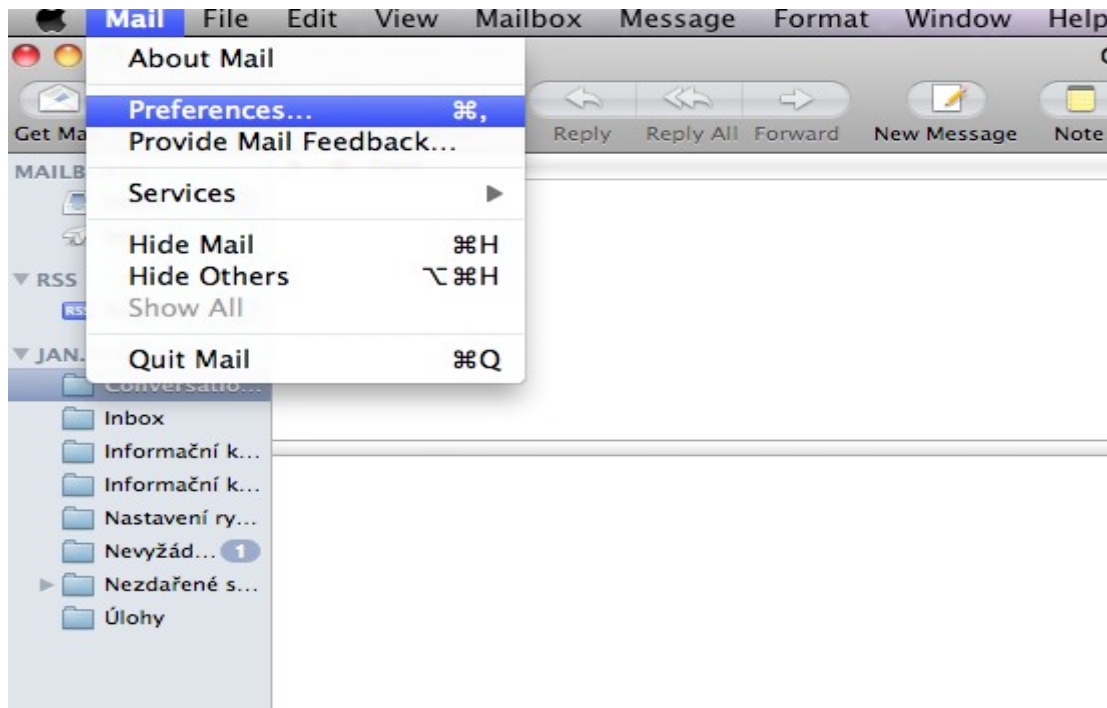 Mail File Edit View Mailbox Message Format Window Help
About Mail
Preferences... ⌘,
Provide Mail Feedback...
Services
Hide Mail ⌘H
Hide Others ⌥⌘H
Show All
Quit Mail ⌘Q
Get Ma
Reply Reply All Forward New Message Note
MAILB
RSS
RSS
JAN.
Conversatio...
Inbox
Informační k...
Informační k...
Nastavení ry...
Nevyžád... 1
Nezdařené s...
Úlohy